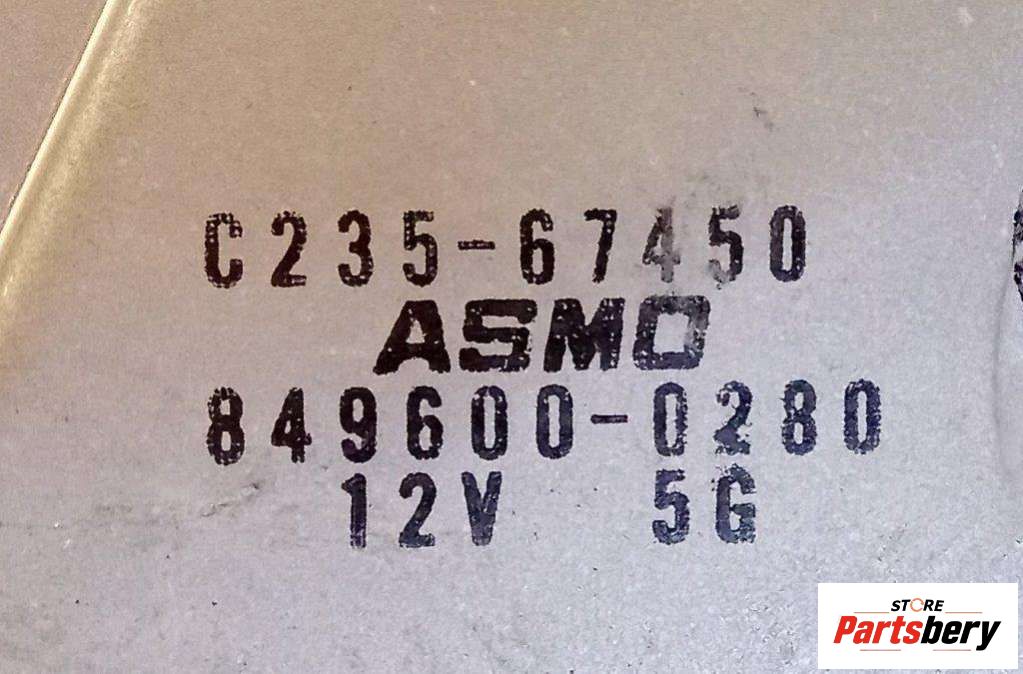 C235-67450
ASMO
849600-0280
12V 5G
STORE
Partsbery